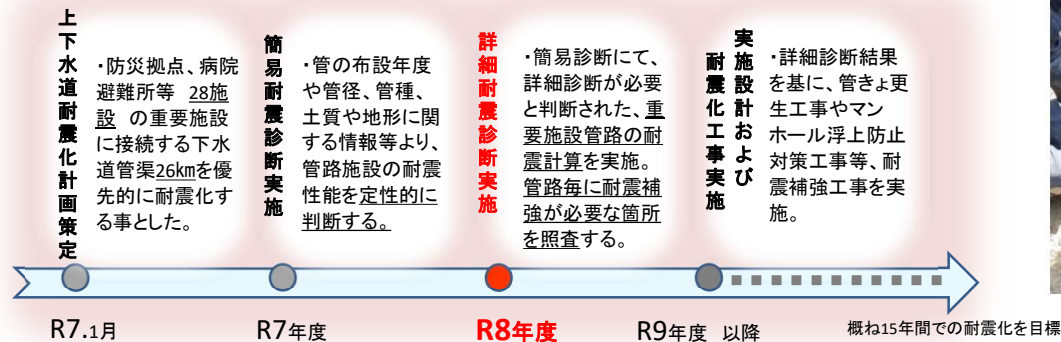 上下水道耐震化計画策定
・防災拠点、病院
避難所等 28施
設 の重要施設
に接続する下水
道管渠26kmを優
先的に耐震化す
る事とした。
簡易耐震診断実施
・管の布設年度
や管径、管種、
土質や地形に関
する情報等より、
管路施設の耐震
性能を定性的に
判断する。
詳細耐震診断実施
・簡易診断にて、
詳細診断が必要
と判断された、重
要施設管路の耐
震計算を実施。
管路毎に耐震補
強が必要な箇所
を照査する。
実施設計および
耐震化工事実施
・詳細診断結果
を基に、管きょ更
生工事やマン
ホール浮上防止
対策工事等、耐
震補強工事を実
施。
R7.1月
R7年度
R8年度
R9年度 以降
概ね15年間での耐震化を目標